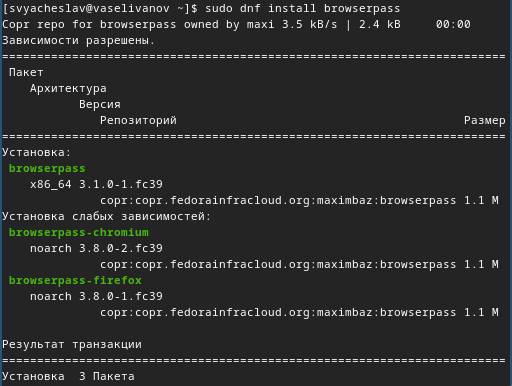 [svyacheslav@vaselivanov ~]$ sudo dnf install browserpass
Copr repo for browserpass owned by maxi 3.5 kB/s | 2.4 kB     00:00
Зависимости разрешены.
========================================================================
 Пакет
    Архитектура
           Версия
              Репозиторий                                         Размер
========================================================================
Установка:
 browserpass
    x86_64 3.1.0-1.fc39
              copr:copr.fedorainfracloud.org:maximbaz:browserpass 1.1 M
Установка слабых зависимостей:
 browserpass-chromium
    noarch 3.8.0-2.fc39
              copr:copr.fedorainfracloud.org:maximbaz:browserpass 1.1 M
 browserpass-firefox
    noarch 3.8.0-1.fc39
              copr:copr.fedorainfracloud.org:maximbaz:browserpass 1.1 M

Результат транзакции
========================================================================
Установка  3 Пакета